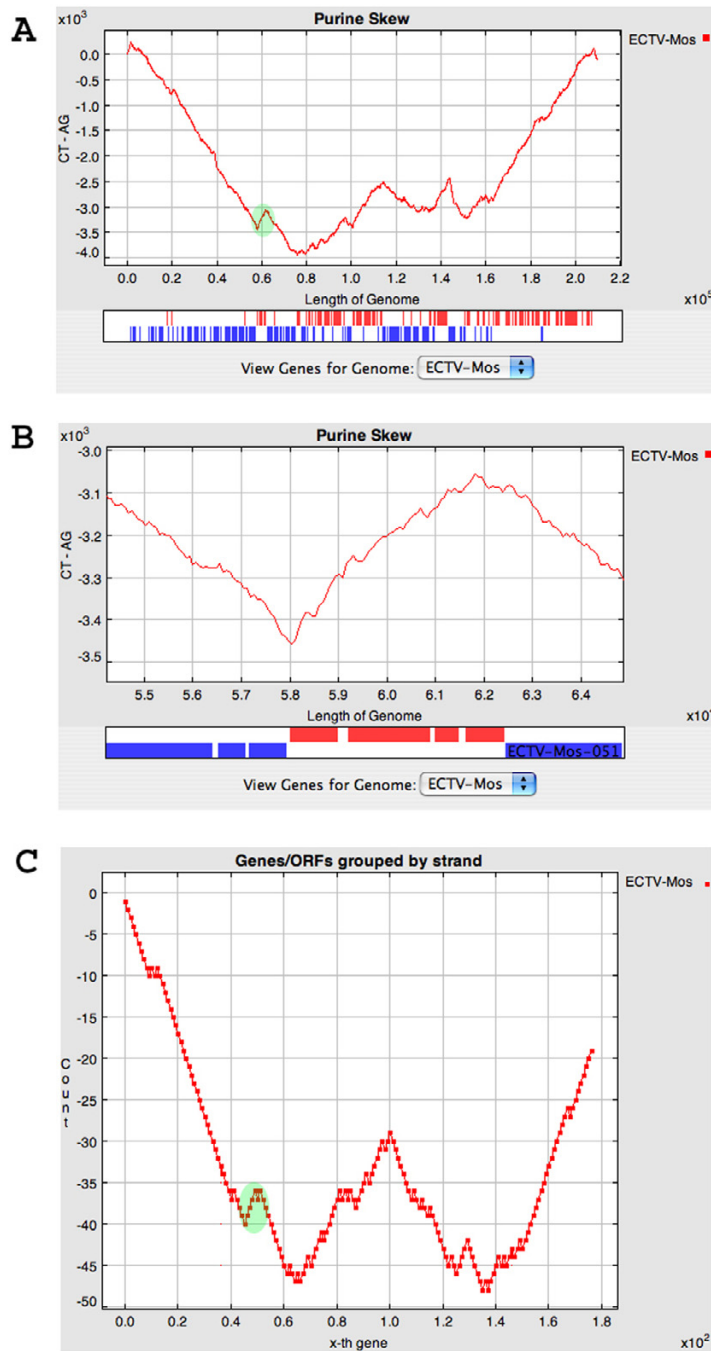 A
Purine Skew
x10³
ECTV-Mos
CT - AG
0.0
-0.5
-1.0
-1.5
-2.0
-2.5
-3.0
-3.5
-4.0
0.0 0.2 0.4 0.6 0.8 1.0 1.2 1.4 1.6 1.8 2.0 2.2
Length of Genome
x10⁵
View Genes for Genome: ECTV-Mos
B
Purine Skew
x10³
ECTV-Mos
CT - AG
-3.0
-3.1
-3.2
-3.3
-3.4
-3.5
5.5 5.6 5.7 5.8 5.9 6.0 6.1 6.2 6.3 6.4
Length of Genome
ECTV-Mos-051
View Genes for Genome: ECTV-Mos
C
Genes/ORFs grouped by strand
ECTV-Mos
Count
0
-5
-10
-15
-20
-25
-30
-35
-40
-45
-50
0.0 0.2 0.4 0.6 0.8 1.0 1.2 1.4 1.6 1.8
x-th gene
x10²